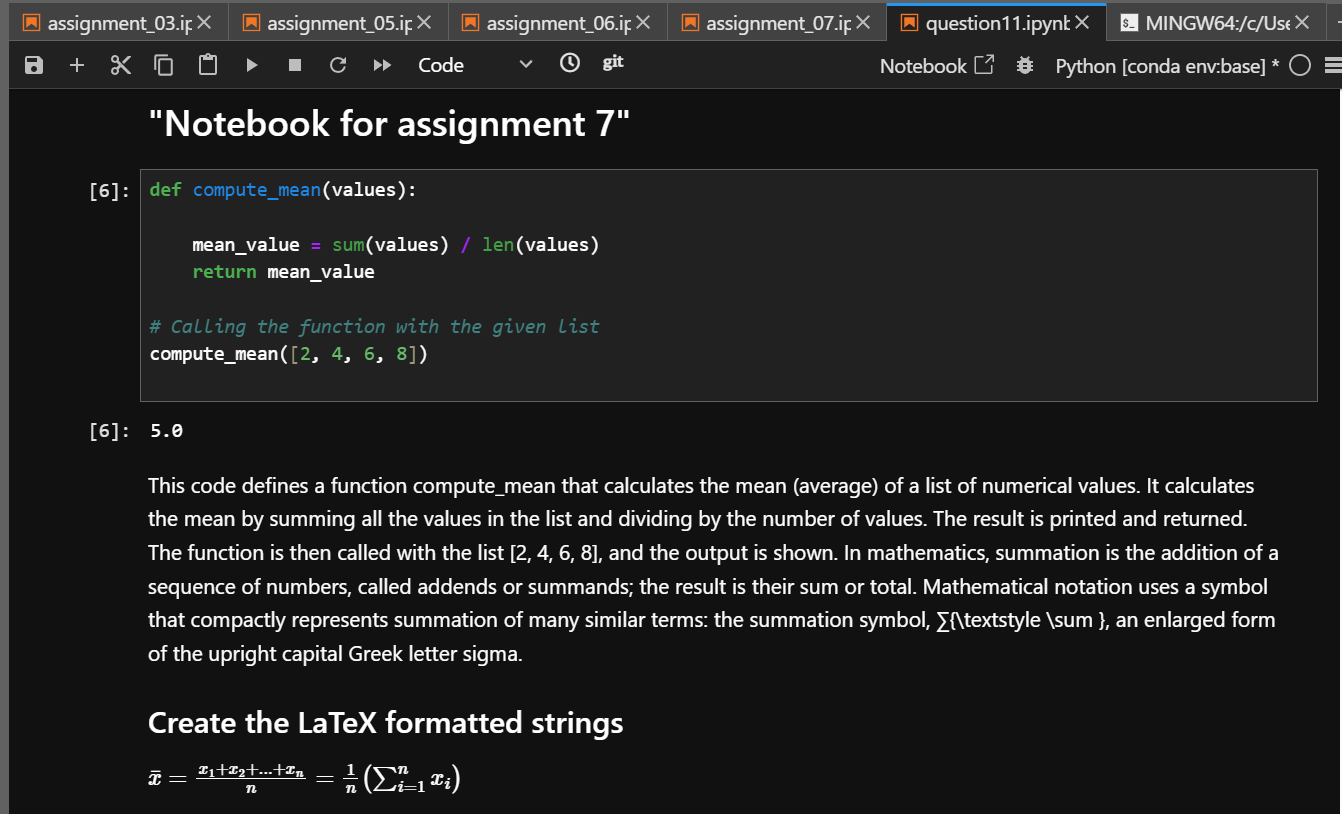 assignment_03.ip
assignment_05.ip
assignment_06.ip
assignment_07.ip
question11.ipynb
$_ MINGW64:/c/Use
Code
git
Notebook
Python [conda env:base] *
"Notebook for assignment 7"
[6]:
def compute_mean(values):
mean_value = sum(values) / len(values)
return mean_value
# Calling the function with the given list
compute_mean([2, 4, 6, 8])
[6]: 5.0
This code defines a function compute_mean that calculates the mean (average) of a list of numerical values. It calculates
the mean by summing all the values in the list and dividing by the number of values. The result is printed and returned.
The function is then called with the list [2, 4, 6, 8], and the output is shown. In mathematics, summation is the addition of a
sequence of numbers, called addends or summands; the result is their sum or total. Mathematical notation uses a symbol
that compactly represents summation of many similar terms: the summation symbol, ∑{\textstyle \sum }, an enlarged form
of the upright capital Greek letter sigma.
Create the LaTeX formatted strings
x̄ = \frac{x_1+x_2+...+x_n}{n} = \frac{1}{n} (∑_{i=1}^{n} x_i)